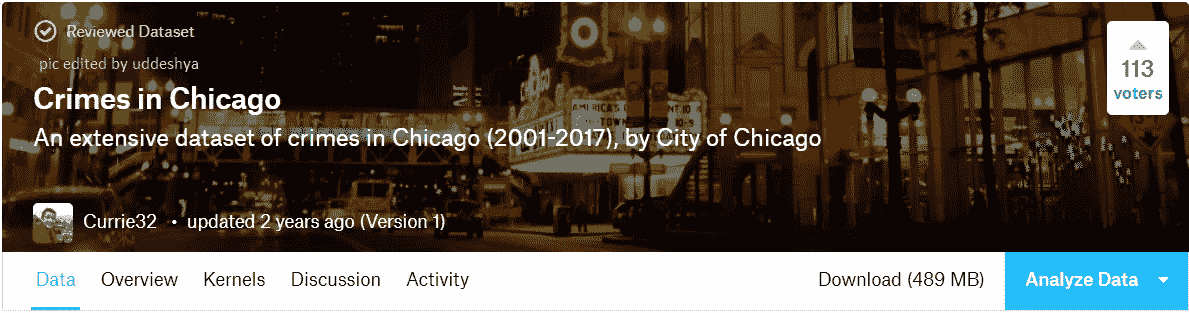 Reviewed Dataset
pic edited by uddeshya
113
voters
Crimes in Chicago
An extensive dataset of crimes in Chicago (2001-2017), by City of Chicago
Currie32 • updated 2 years ago (Version 1)
Data Overview Kernels Discussion Activity Download (489 MB) Analyze Data